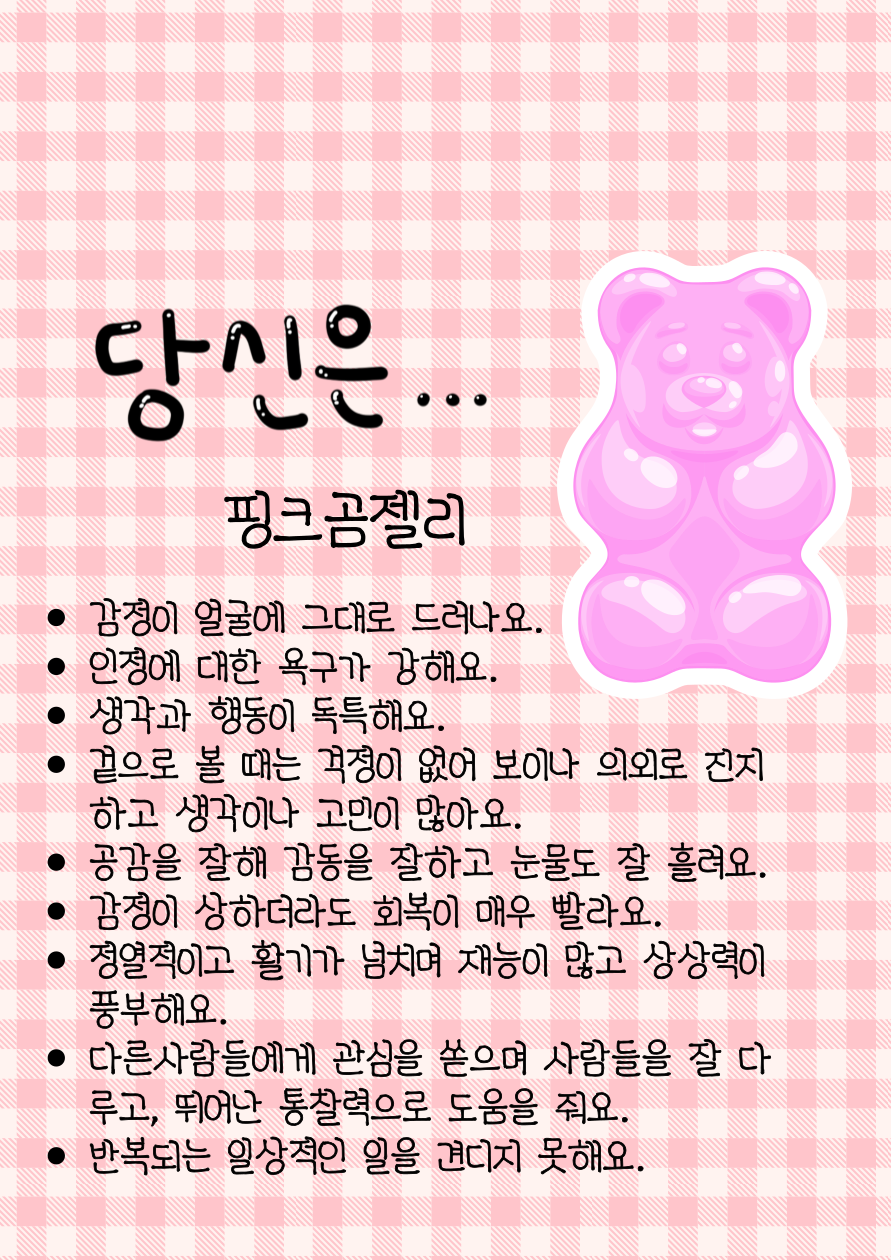 당신은...
핑크곰젤리
● 감정이 얼굴에 그대로 드러나요.
● 인정에 대한 욕구가 강해요.
● 생각과 행동이 독특해요.
● 겉으로 볼 때는 걱정이 없어 보이나 의외로 진지
하고 생각이나 고민이 많아요.
● 공감을 잘해 감동을 잘하고 눈물도 잘 흘려요.
● 감정이 상하더라도 회복이 매우 빨라요.
● 정열적이고 활기가 넘치며 재능이 많고 상상력이
풍부해요.
● 다른사람들에게 관심을 쏟으며 사람들을 잘 다
루고, 뛰어난 통찰력으로 도움을 줘요.
● 반복되는 일상적인 일을 견디지 못해요.